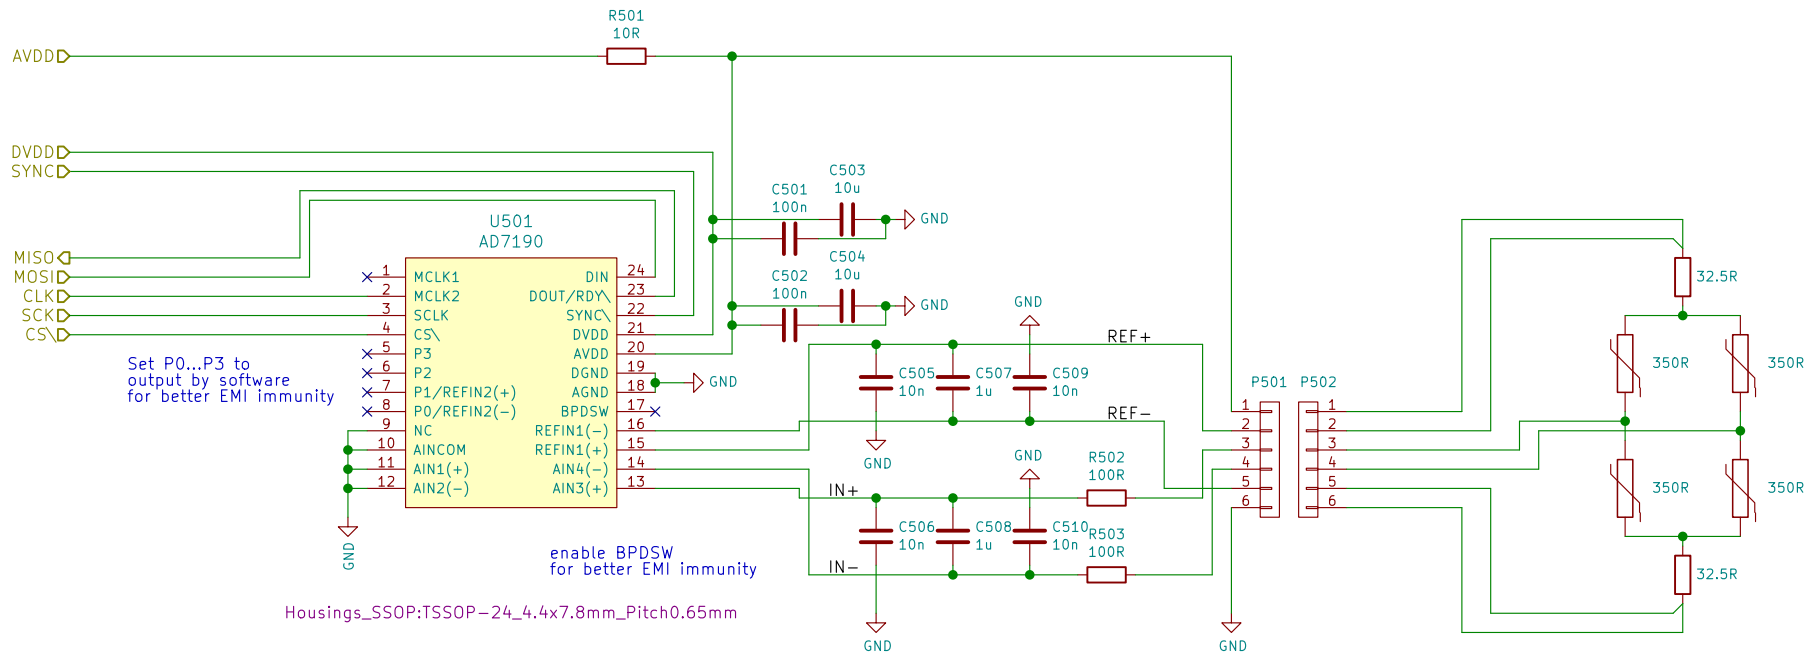 R501
10R
AVDD
DVDD
SYNC
MISO
MOSI
CLK
SCK
CS\
U501
AD7190
1 MCLK1 DIN 24
2 MCLK2 DOUT/RDY\ 23
3 SCLK SYNC\ 22
4 CS\ DVDD 21
5 P3 AVDD 20
6 P2 DGND 19
7 P1/REFIN2(+) AGND 18
8 P0/REFIN2(-) BPDSW 17
9 NC REFIN1(-) 16
10 AINCOM REFIN1(+) 15
11 AIN1(+) AIN4(-) 14
12 AIN2(-) AIN3(+) 13
Set P0...P3 to
output by software
for better EMI immunity
GND
enable BPDSW
for better EMI immunity
Housings_SSOP:TSSOP-24_4.4x7.8mm_Pitch0.65mm
C503
10u
C501
100n
GND
C504
10u
C502
100n
GND
GND
GND
REF+
C505
10n
C507
1u
C509
10n
REF-
GND
GND
IN+
R502
100R
C506
10n
C508
1u
C510
10n
R503
100R
IN-
GND
P501 P502
1 1
2 2
3 3
4 4
5 5
6 6
GND
32.5R
350R
350R
350R
350R
32.5R